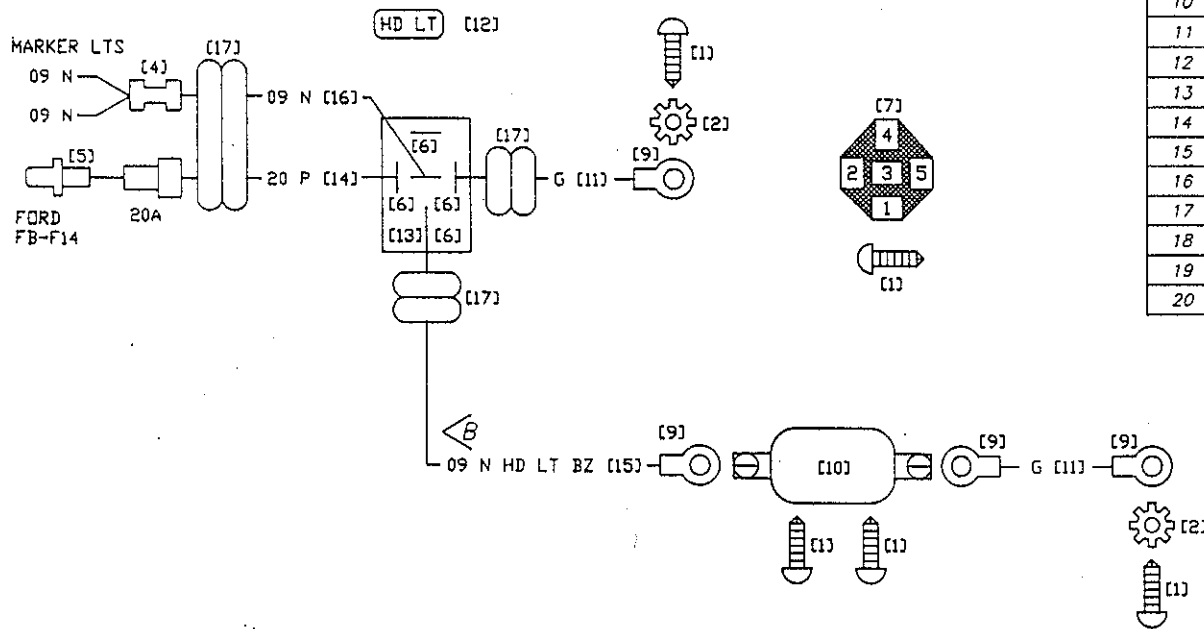 HD LT [12]
MARKER LTS
[4]
[17]
09 N
09 N
09 N [16]
[1]
[2]
[5]
20 P [14]
FORD
FB-F14
20A
[6]
[6] [6]
[13] [6]
[17]
G [11]
[9]
[7]
4
2 3 5
1
[1]
[17]
B
09 N HD LT BZ [15]
[9]
[10]
[9]
G [11]
[9]
[1]
[1]
[2]
[1]
10
11
12
13
14
15
16
17
18
19
20